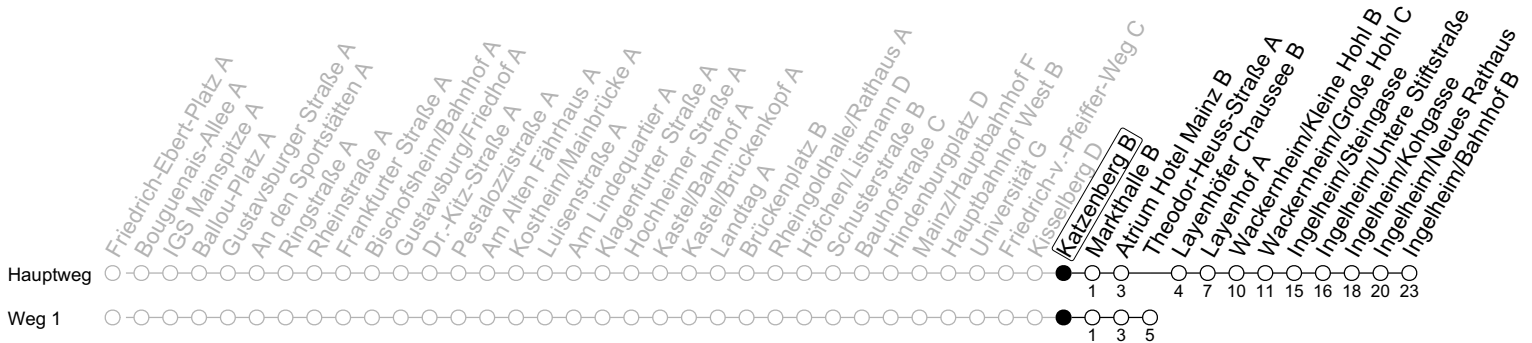 Friedrich-Ebert-Platz A
Bouguenais-Allee A
IGS Mainspitze A
Ballou-Platz A
Gustavsburger Straße A
An den Sportstätten A
Ringstraße A
Rheinstraße A
Frankfurter Straße A
Bischofsheim/Bahnhof A
Gustavsburg/Friedhof A
Dr.-Kitz-Straße A
Pestalozzistraße A
Am Alten Fährhaus A
Kostheim/Mainbrücke A
Luisenstraße A
Am Lindequartier A
Klagenfurter Straße A
Hochheimer Straße A
Kastel/Bahnhof A
Kastel/Brückenkopf A
Landtag A
Brückenplatz B
Rheingoldhalle/Rathaus A
Höfchen/Listmann D
Schusterstraße B
Bauhofstraße C
Hindenburgplatz D
Mainz/Hauptbahnhof F
Hauptbahnhof West B
Universität G
Friedrich-v.-Pfeiffer-Weg C
Kisselberg D
Katzenberg B
Markthalle B
Atrium Hotel Mainz B
Theodor-Heuss-Straße A
Layenhöfer Chaussee B
Layenhof A
Wackernheim/Kleine Hohl B
Wackernheim/Große Hohl C
Ingelheim/Steingasse
Ingelheim/Untere Stiftstraße
Ingelheim/Kohgasse
Ingelheim/Neues Rathaus
Ingelheim/Bahnhof B
Hauptweg
1 3 4 7 10 11 15 16 18 20 23
Weg 1
1 3 5